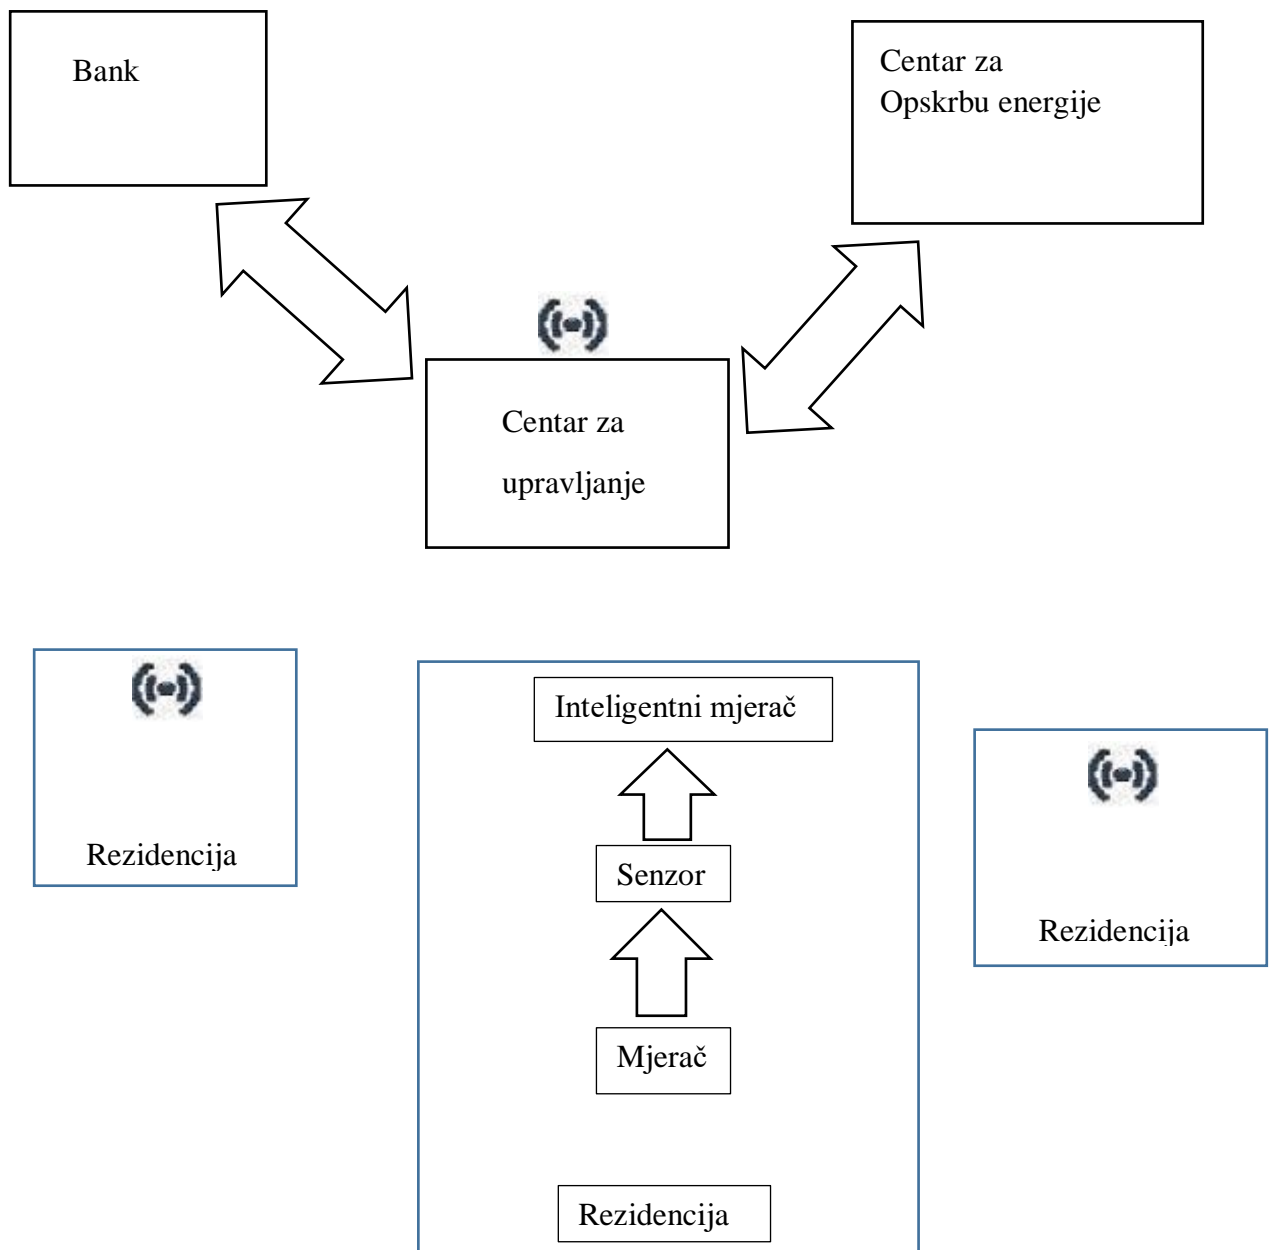 Bank
Centar za
Opskrbu energije
Centar za
upravljanje
Rezidencija
Inteligentni mjerač
Senzor
Mjerač
Rezidencija
Rezidencija